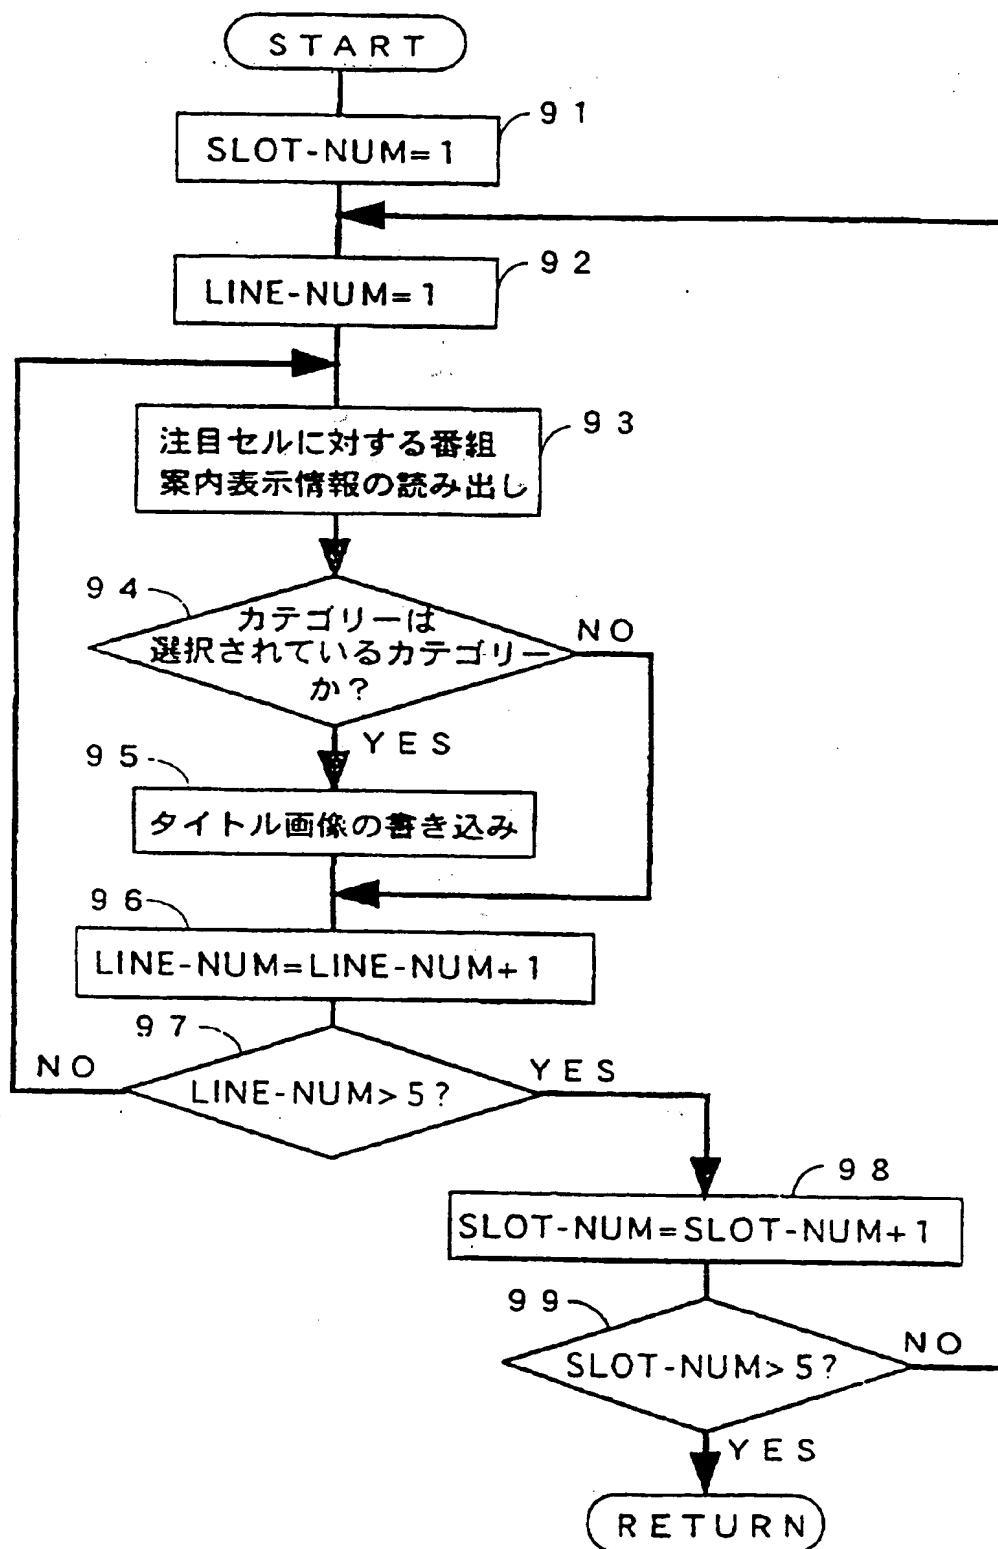 START
91
SLOT-NUM=1
92
LINE-NUM=1
93
注目セルに対する番組
案内表示情報の読み出し
94
カテゴリーは
選択されているカテゴリー
か?
NO
YES
95
タイトル画像の書き込み
96
LINE-NUM=LINE-NUM+1
97
NO
LINE-NUM>5?
YES
98
SLOT-NUM=SLOT-NUM+1
99
SLOT-NUM>5?
NO
YES
RETURN